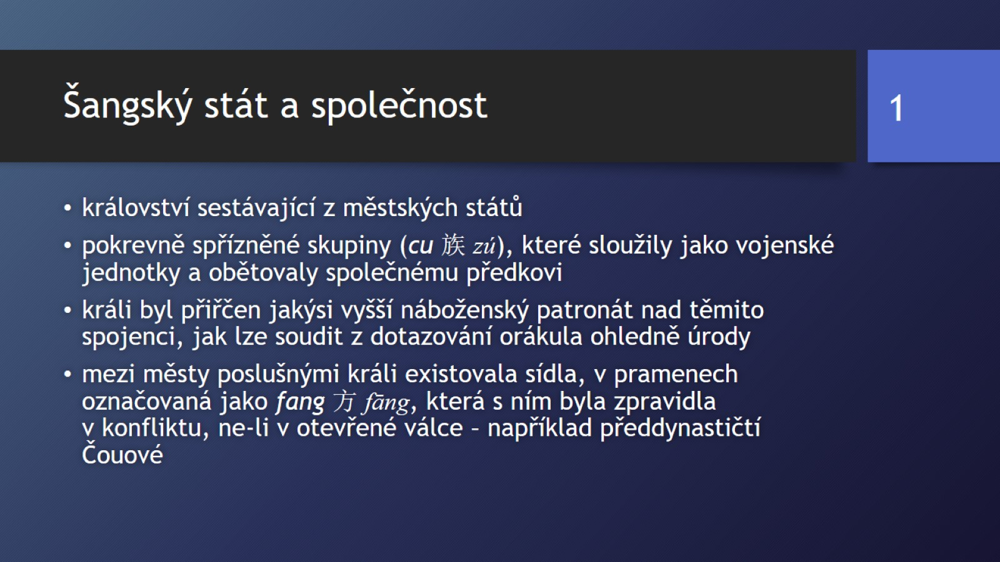 Šangský stát a společnost
1
• království sestávající z městských států
• pokrevně spřízněné skupiny (cu 族 zú), které sloužily jako vojenské
jednotky a obětovaly společnému předkovi
• králi byl přiřčen jakýsi vyšší náboženský patronát nad těmito
spojenci, jak lze soudit z dotazování orákula ohledně úrody
• mezi městy poslušnými králi existovala sídla, v pramenech
označovaná jako fang 方 fāng, která s ním byla zpravidla
v konfliktu, ne-li v otevřené válce – například předdynastičtí
Čouové